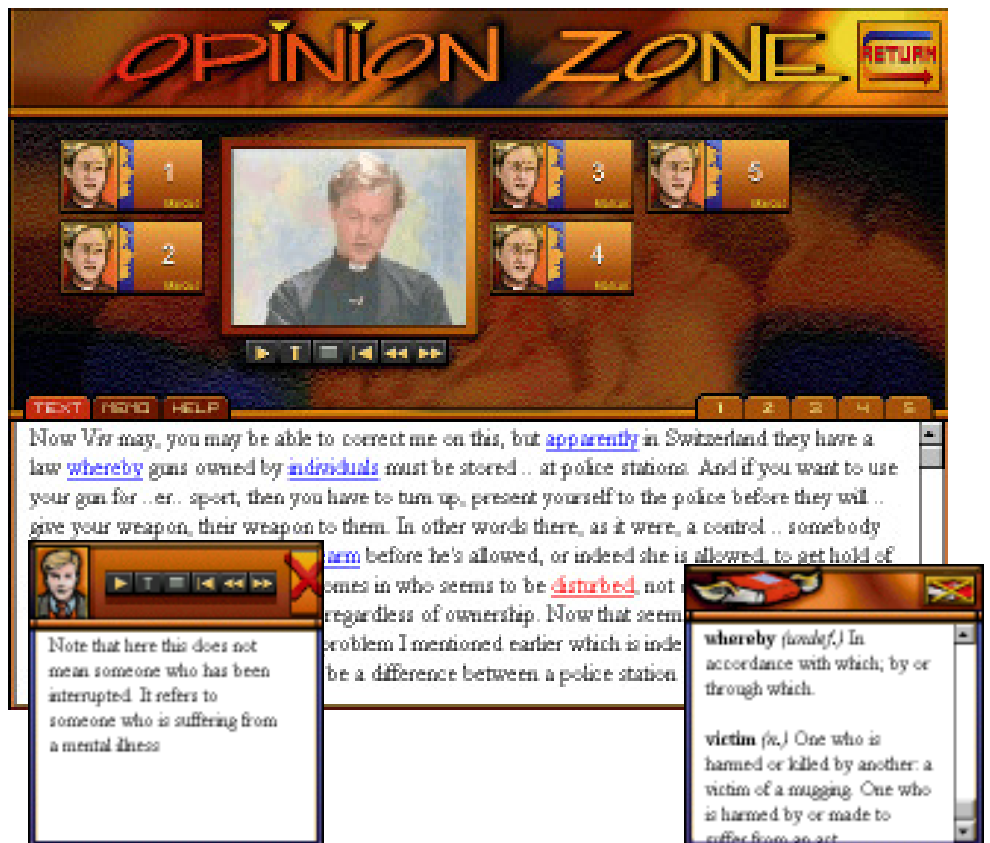 OPINION ZONE.
RETURN
1
2
3
4
5
T
TEXT MEMO HELP
1 2 3 4 5
Now Viv may, you may be able to correct me on this, but apparently in Switzerland they have a
law whereby guns owned by individuals must be stored .. at police stations. And if you want to use
your gun for ..er.. sport, then you have to turn up, present yourself to the police before they will ..
give your weapon, their weapon to them. In other words there, as it were, a control .. somebody
arm before he's allowed, or indeed she is allowed, to get hold of
omes in who seems to be disturbed, not
regardless of ownership. Now that seem
problem I mentioned earlier which is inde
be a difference between a police station
T
Note that here this does not
mean someone who has been
interrupted. It refers to
someone who is suffering from
a mental illness
whereby (undef.) In
accordance with which; by or
through which.
victim (n.) One who is
harmed or killed by another: a
victim of a mugging. One who
is harmed by or made to
suffer from an act